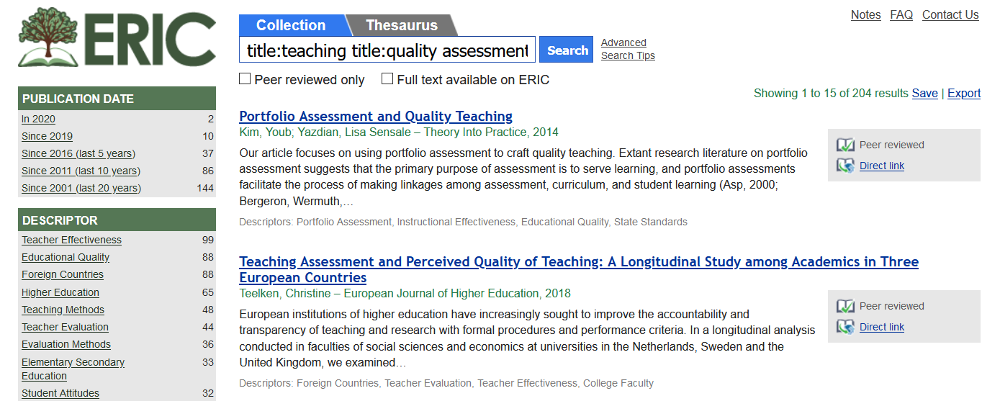 ERIC
Collection
Thesaurus
Notes FAQ Contact Us
title:teaching title:quality assessment
Search
Advanced
Search Tips
Peer reviewed only
Full text available on ERIC
Showing 1 to 15 of 204 results Save | Export
PUBLICATION DATE
In 2020 2
Since 2019 10
Since 2016 (last 5 years) 37
Since 2011 (last 10 years) 86
Since 2001 (last 20 years) 144
DESCRIPTOR
Teacher Effectiveness 99
Educational Quality 88
Foreign Countries 88
Higher Education 65
Teaching Methods 48
Teacher Evaluation 44
Evaluation Methods 36
Elementary Secondary 33
Education
Student Attitudes 32
Portfolio Assessment and Quality Teaching
Kim, Youb; Yazdian, Lisa Sensale – Theory Into Practice, 2014
Our article focuses on using portfolio assessment to craft quality teaching. Extant research literature on portfolio
assessment suggests that the primary purpose of assessment is to serve learning, and portfolio assessments
facilitate the process of making linkages among assessment, curriculum, and student learning (Asp, 2000;
Bergeron, Wermuth,…
Descriptors: Portfolio Assessment, Instructional Effectiveness, Educational Quality, State Standards
Peer reviewed
Direct link
Teaching Assessment and Perceived Quality of Teaching: A Longitudinal Study among Academics in Three
European Countries
Teelken, Christine – European Journal of Higher Education, 2018
European institutions of higher education have increasingly sought to improve the accountability and
transparency of teaching and research with formal procedures and performance criteria. In a longitudinal analysis
conducted in faculties of social sciences and economics at universities in the Netherlands, Sweden and the
United Kingdom, we examined…
Descriptors: Foreign Countries, Teacher Evaluation, Teacher Effectiveness, College Faculty
Peer reviewed
Direct link